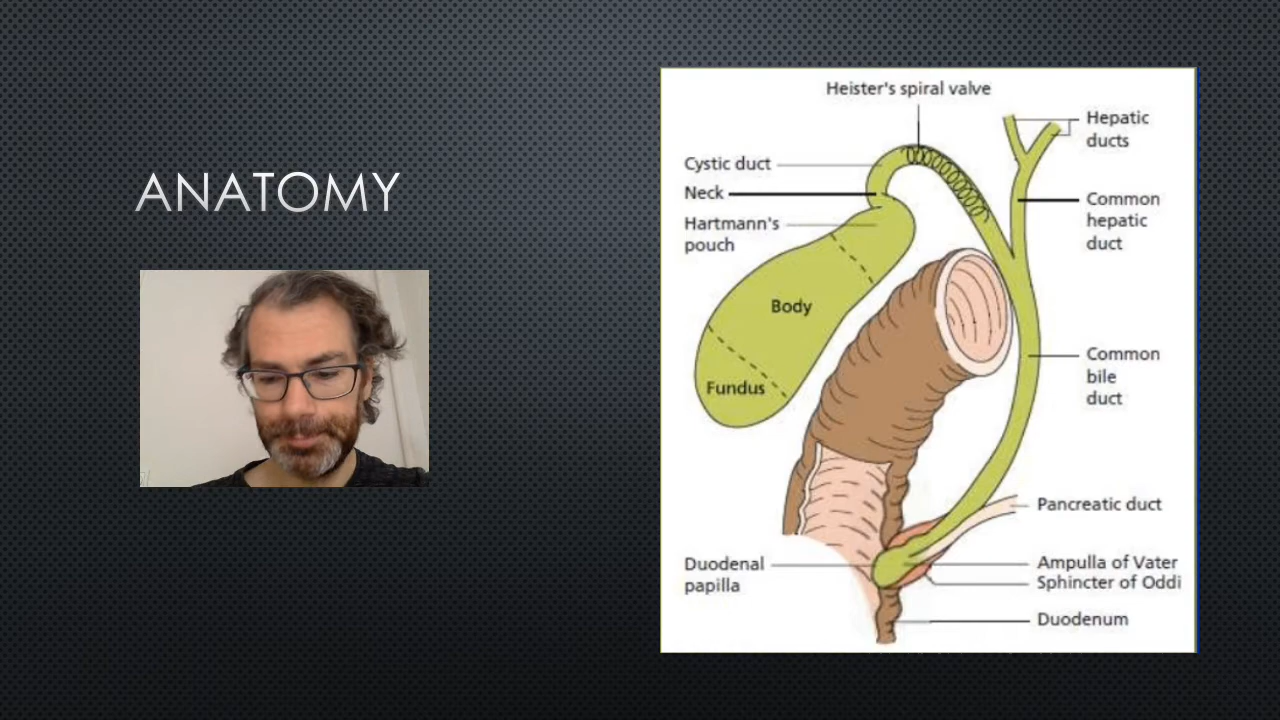 ANATOMY
Heister's spiral valve
Hepatic
ducts
Cystic duct
Neck
Hartmann's
pouch
Common
hepatic
duct
Body
Common
bile
duct
Fundus
Pancreatic duct
Duodenal
papilla
Ampulla of Vater
Sphincter of Oddi
Duodenum